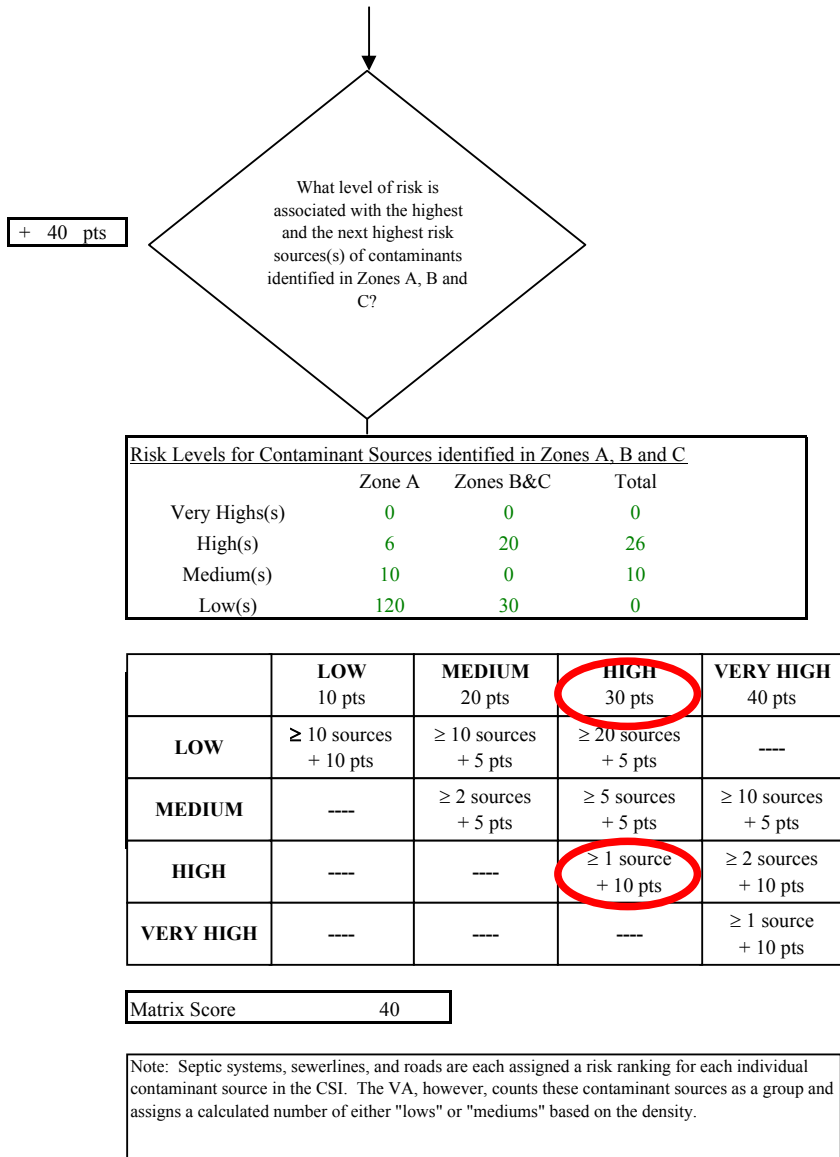 What level of risk is
associated with the highest
and the next highest risk
sources(s) of contaminants
identified in Zones A, B and
C?
+ 40 pts
Risk Levels for Contaminant Sources identified in Zones A, B and C
Zone A Zones B&C Total
Very Highs(s) 0 0 0
High(s) 6 20 26
Medium(s) 10 0 10
Low(s) 120 30 0
LOW MEDIUM HIGH VERY HIGH
10 pts 20 pts 30 pts 40 pts
LOW ≥ 10 sources ≥ 10 sources ≥ 20 sources ----
+ 10 pts + 5 pts + 5 pts
MEDIUM ---- ≥ 2 sources ≥ 5 sources ≥ 10 sources
+ 5 pts + 5 pts + 5 pts
HIGH ---- ---- ≥ 1 source ≥ 2 sources
+ 10 pts + 10 pts
VERY HIGH ---- ---- ---- ≥ 1 source
+ 10 pts
Matrix Score 40
Note: Septic systems, sewerlines, and roads are each assigned a risk ranking for each individual
contaminant source in the CSI. The VA, however, counts these contaminant sources as a group and
assigns a calculated number of either "lows" or "mediums" based on the density.